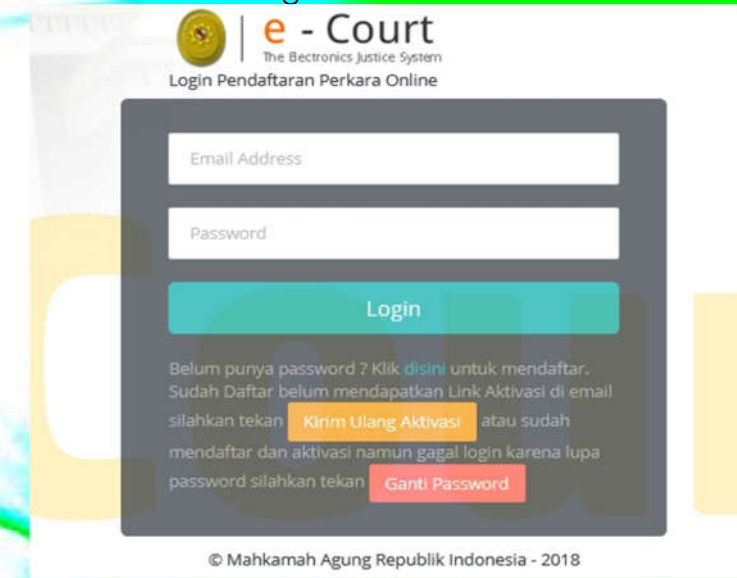 e - Court
The Electronics Justice System
Login Pendaftaran Perkara Online
Email Address
Password
Login
Belum punya password ? Klik disini untuk mendaftar.
Sudah Daftar belum mendapatkan Link Aktivasi di email
silahkan tekan Kirim Ulang Aktivasi atau sudah
mendaftar dan aktivasi namun gagal login karena lupa
password silahkan tekan Ganti Password
© Mahkamah Agung Republik Indonesia - 2018